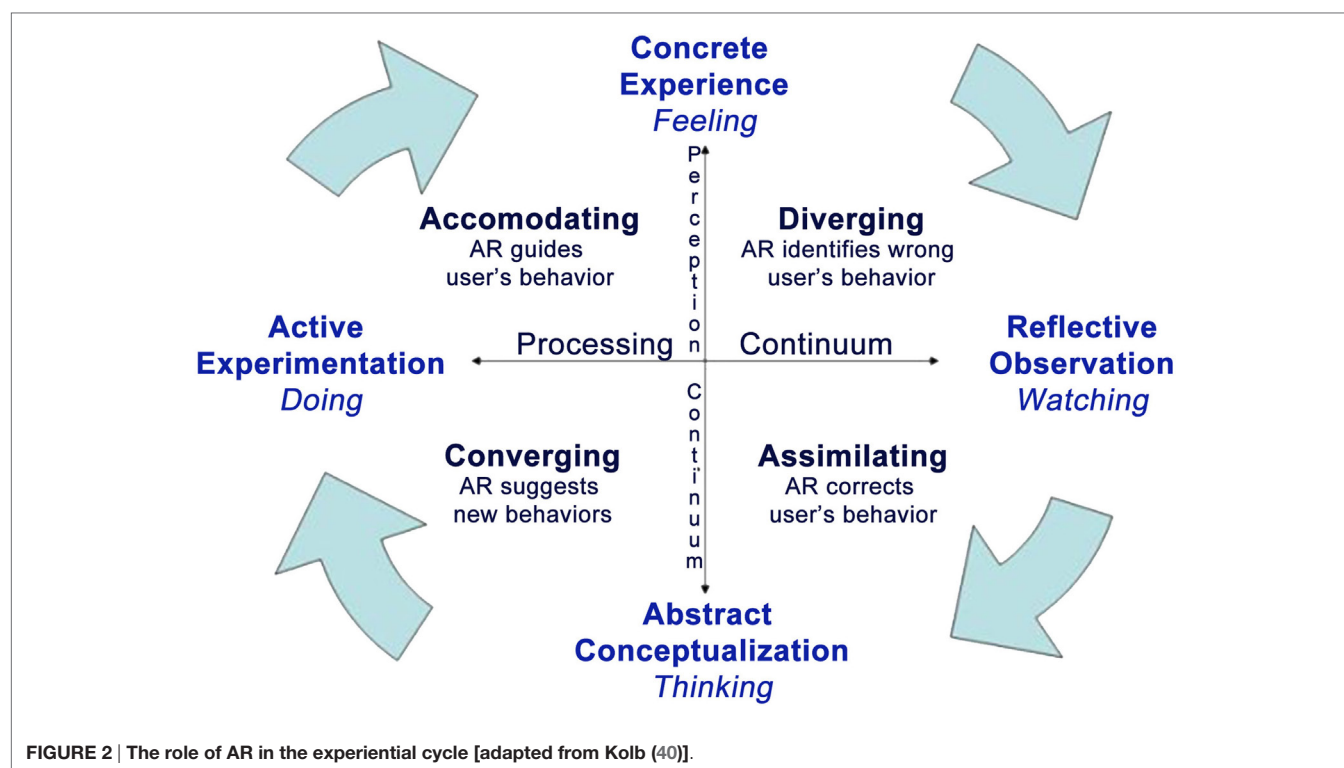 Concrete
Experience
Feeling
Perception Continuum
Accomodating
AR guides
user's behavior
Diverging
AR identifies wrong
user's behavior
Active
Experimentation
Doing
Processing Continuum
Reflective
Observation
Watching
Converging
AR suggests
new behaviors
Assimilating
AR corrects
user's behavior
Abstract
Conceptualization
Thinking
FIGURE 2 | The role of AR in the experiential cycle [adapted from Kolb (40)].